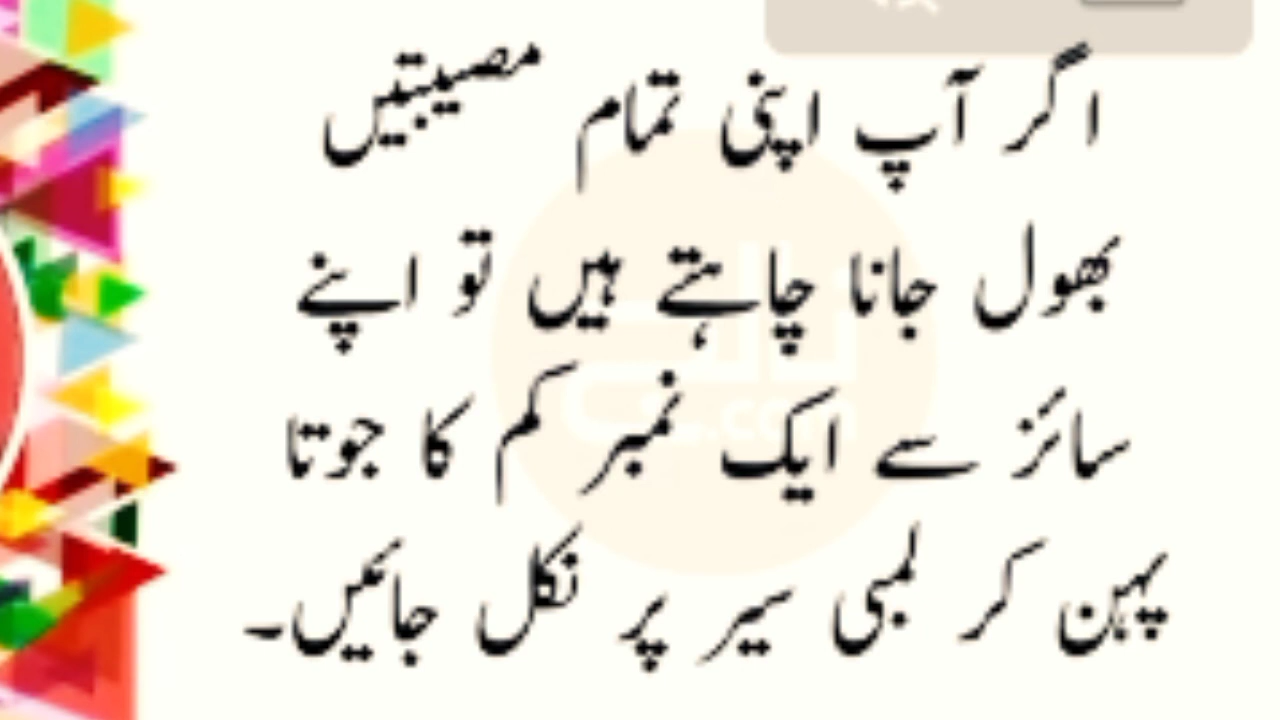 اگر آپ اپنی تمام مصیبتیں
بھول جانا چاہتے ہیں تو اپنے
سائز سے ایک نمبر کم کا جوتا
پہن کر لمبی سیر پر نکل جائیں۔